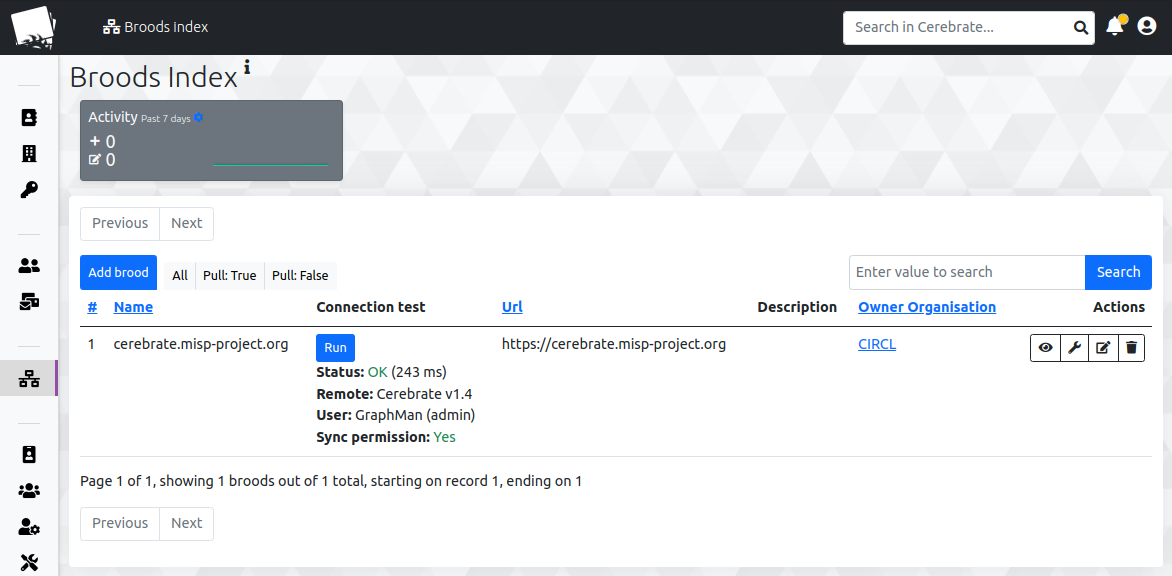 Broods Index
Search in Cerebrate...
Broods Index i
Activity Past 7 days
+ 0
0
Previous Next
Add brood All Pull: True Pull: False Enter value to search Search
# Name Connection test Url Description Owner Organisation Actions
1 cerebrate.misp-project.org Run https://cerebrate.misp-project.org CIRCL
Status: OK (243 ms)
Remote: Cerebrate v1.4
User: GraphMan (admin)
Sync permission: Yes
Page 1 of 1, showing 1 broods out of 1 total, starting on record 1, ending on 1
Previous Next